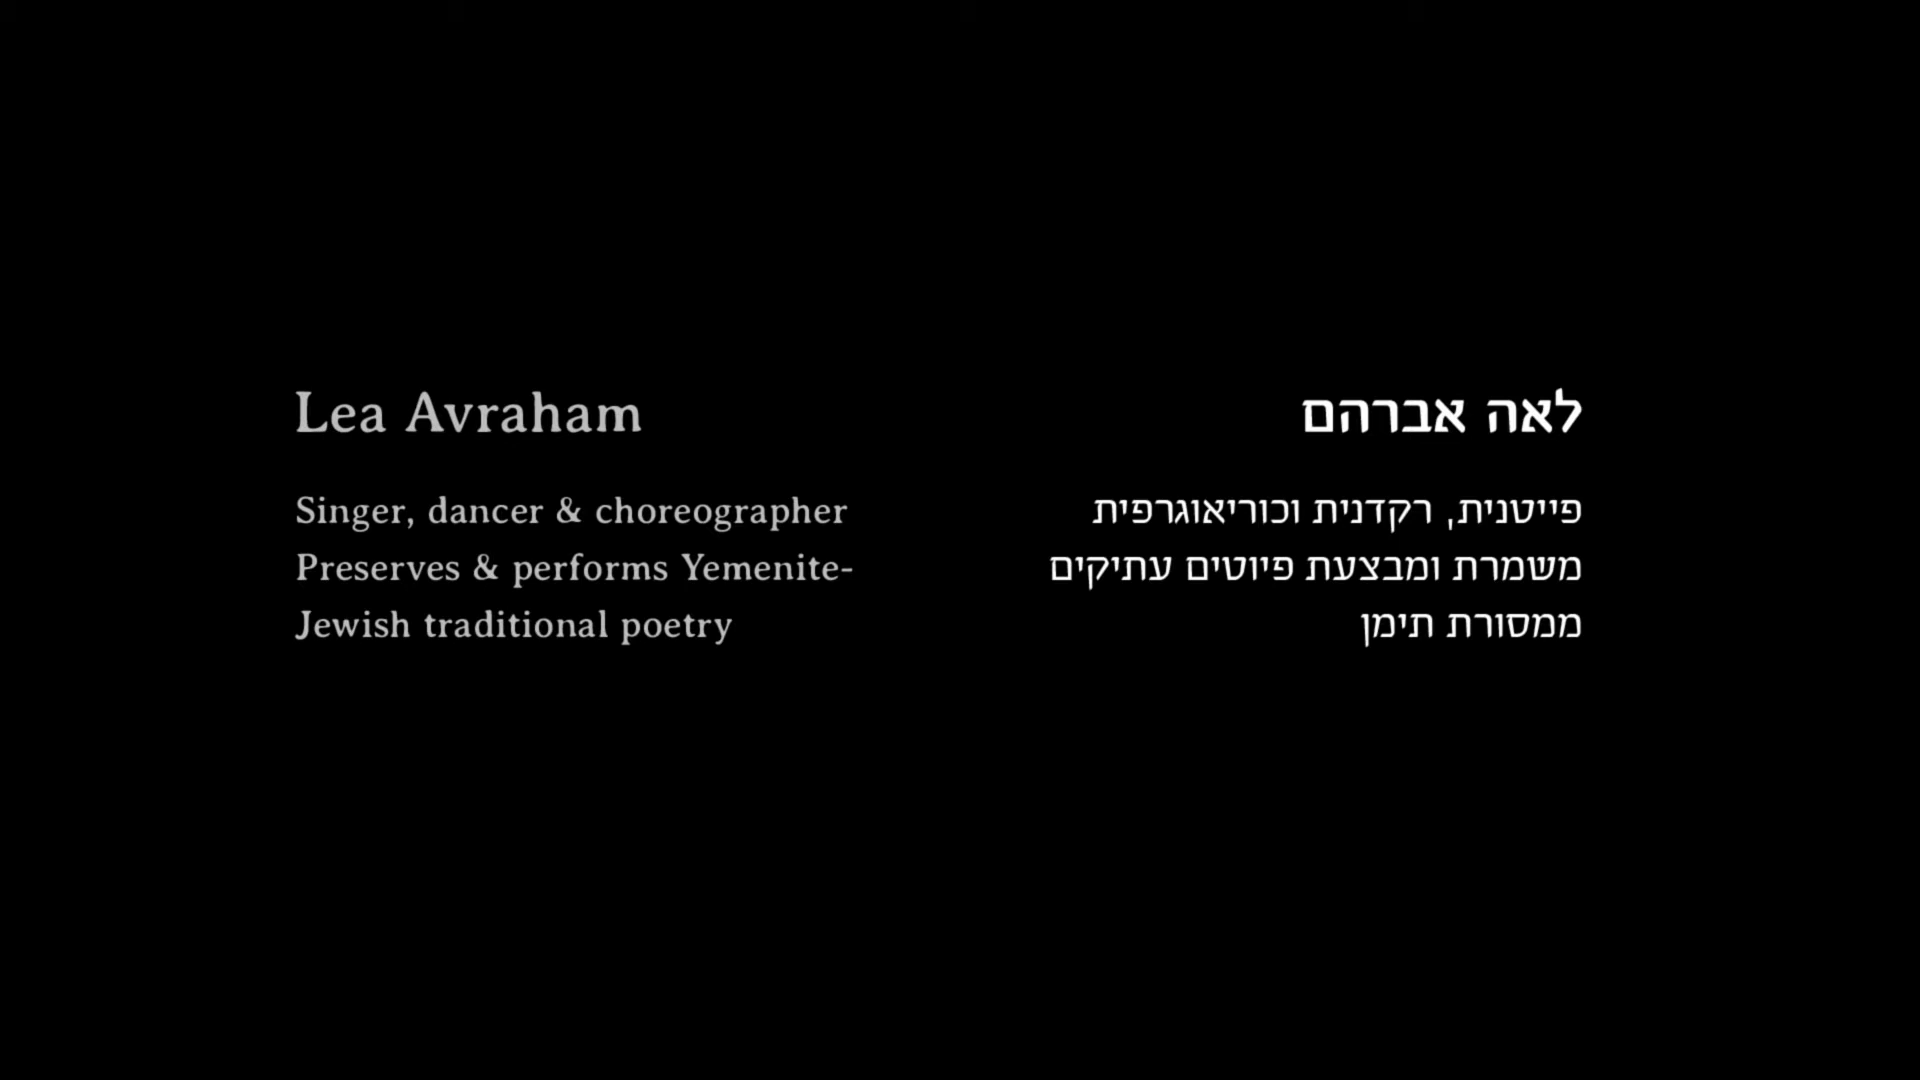 Lea Avraham
Singer, dancer & choreographer
Preserves & performs Yemenite-
Jewish traditional poetry
לאה אברהם
פייטנית, רקדנית וכוריאוגרפית
משמרת ומבצעת פיוטים עתיקים
ממסורת תימן